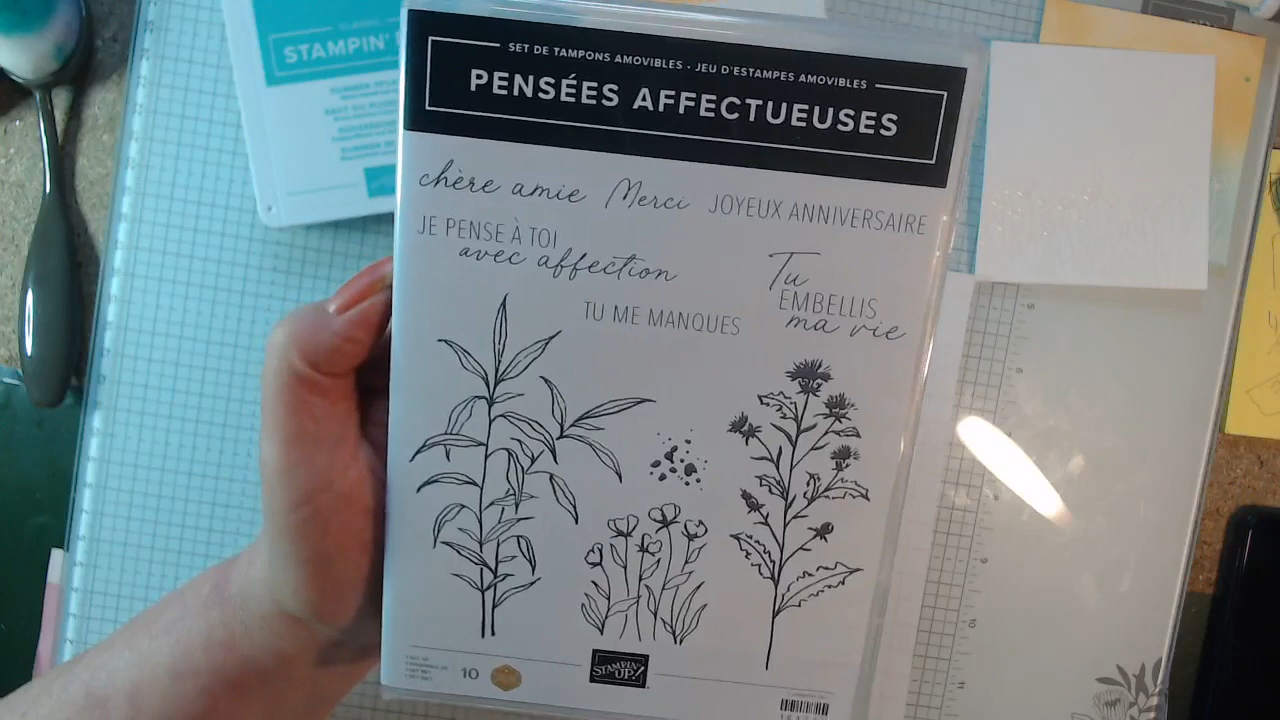 CLASSIC
STAMPIN'
SET DE TAMPONS AMOVIBLES • JEU D'ESTAMPES AMOVIBLES
PENSÉES AFFECTUEUSES
chère amie
Merci
JOYEUX ANNIVERSAIRE
JE PENSE À TOI
avec affection
Tu
EMBELLIS
ma vie
TU ME MANQUES
10
STAMPIN' UP!